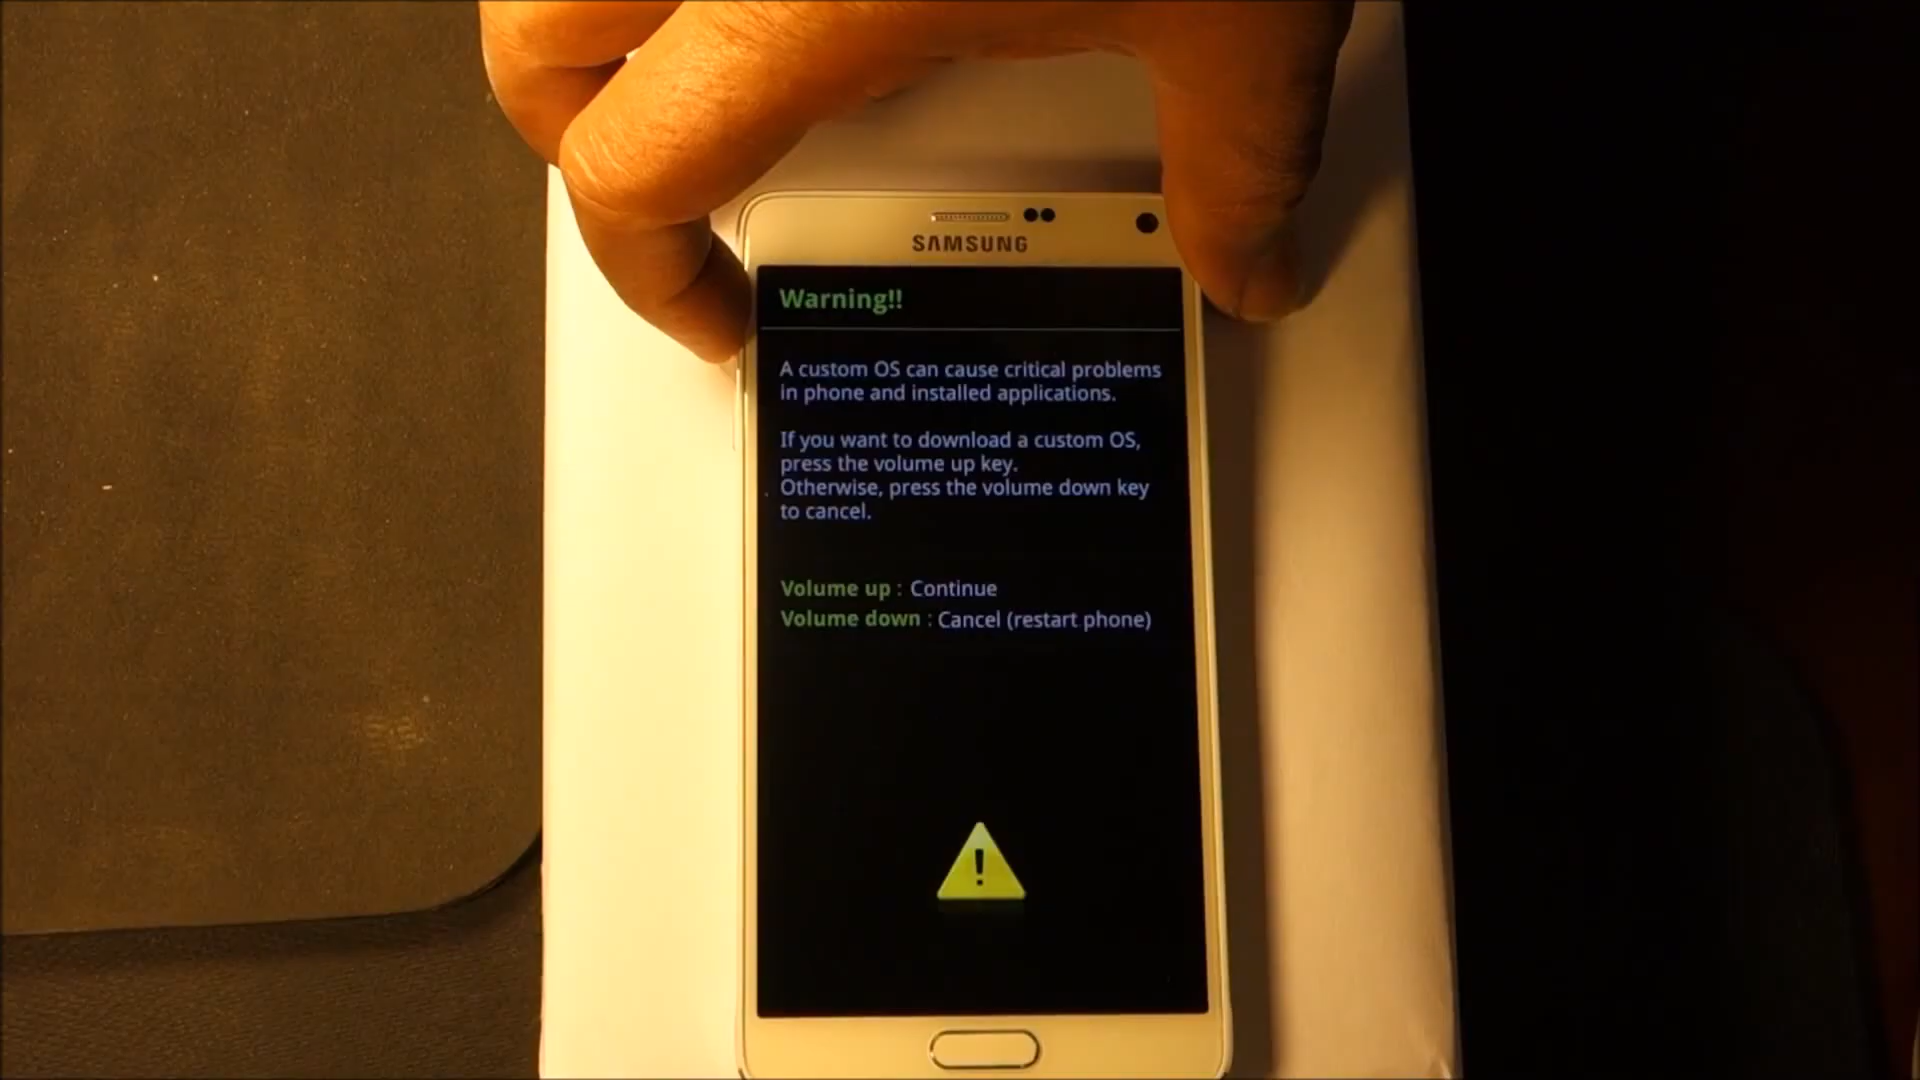 SAMSUNG
Warning!!
A custom OS can cause critical problems
in phone and installed applications.
If you want to download a custom OS,
press the volume up key.
Otherwise, press the volume down key
to cancel.
Volume up : Continue
Volume down : Cancel (restart phone)
!